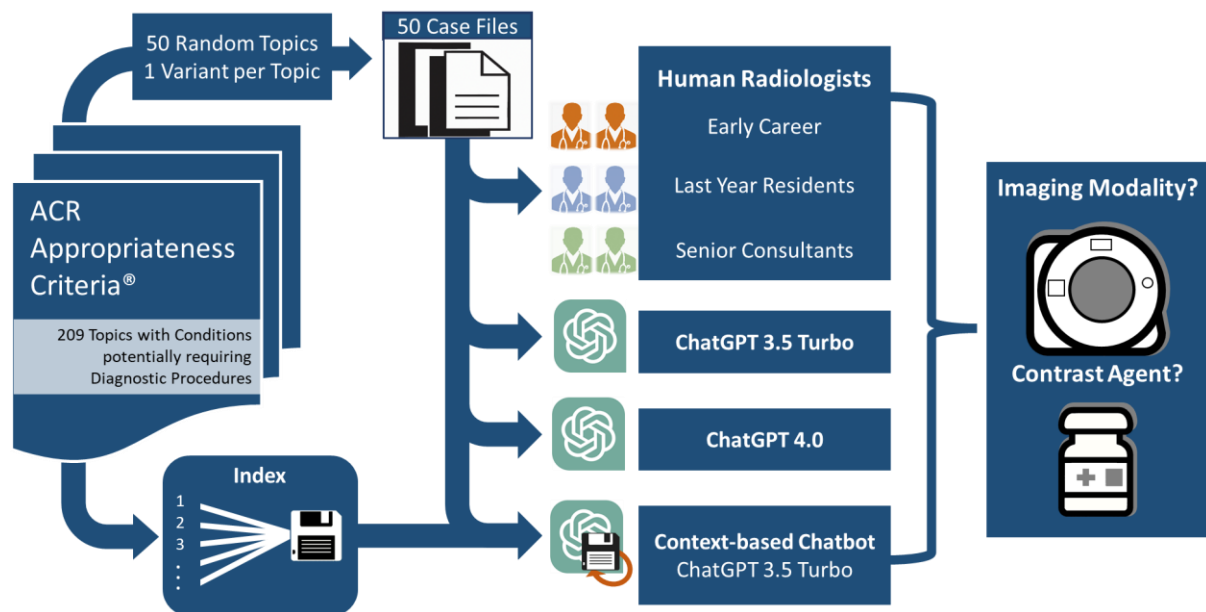 50 Random Topics
1 Variant per Topic
50 Case Files
ACR
Appropriateness
Criteria®
209 Topics with Conditions
potentially requiring
Diagnostic Procedures
Index
1
2
3
.
.
.
Human Radiologists
Early Career
Last Year Residents
Senior Consultants
ChatGPT 3.5 Turbo
ChatGPT 4.0
Context-based Chatbot
ChatGPT 3.5 Turbo
Imaging Modality?
Contrast Agent?